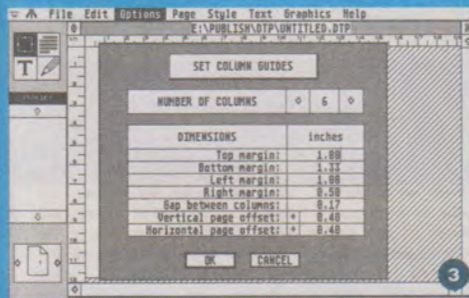 File Edit Options Page Style Text Graphics Help
E:\PUBLISH\DTP\UNTITLED.DTP
T
SET COLUMN GUIDES
NUMBER OF COLUMNS 6
DIMENSIONS inches
Top margin: 1.00
Bottom margin: 1.33
Left margin: 1.00
Right margin: 0.50
Gap between columns: 0.17
Vertical page offset: + 0.40
Horizontal page offset: + 0.40
OK CANCEL
3